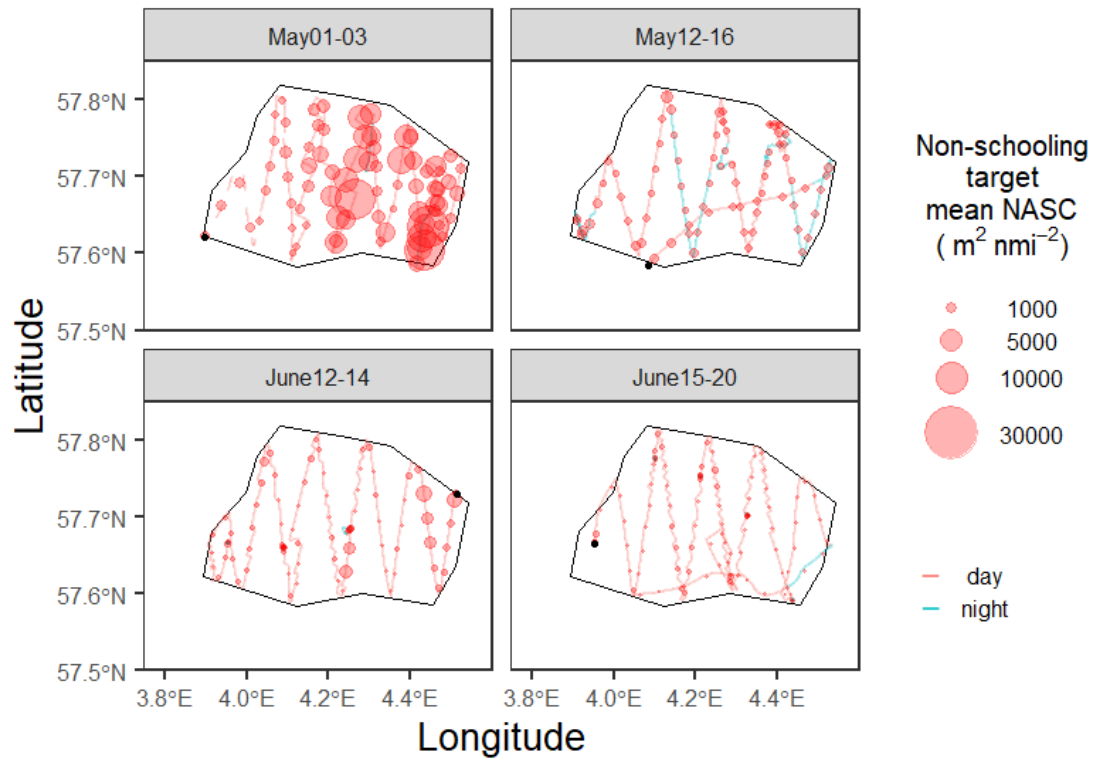 May01-03
May12-16
57.8°N
57.7°N
57.6°N
57.5°N
June12-14
June15-20
57.8°N
57.7°N
57.6°N
57.5°N
3.8°E 4.0°E 4.2°E 4.4°E
3.8°E 4.0°E 4.2°E 4.4°E
Longitude
Latitude
Non-schooling
target
mean NASC
( m² nmi⁻²)
1000
5000
10000
30000
day
night